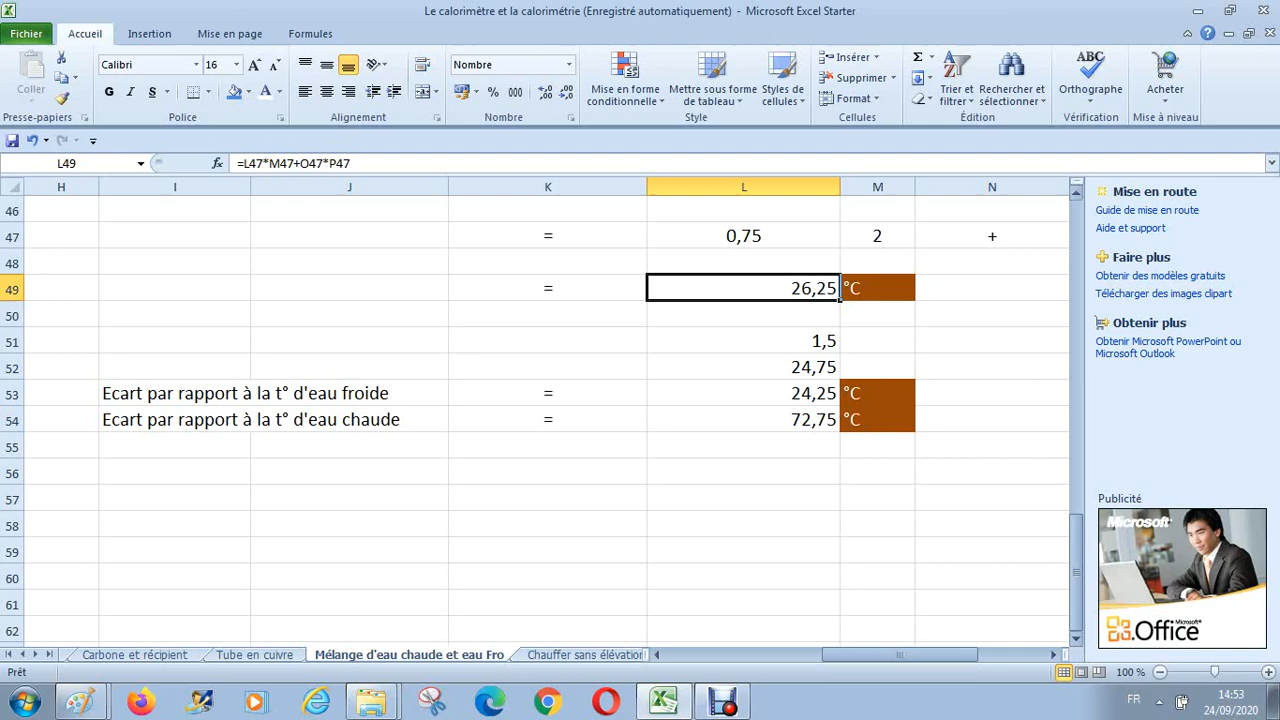 Le calorimètre et la calorimétrie (Enregistré automatiquement) - Microsoft Excel Starter
Fichier Accueil Insertion Mise en page Formules
Coller
Presse-papiers
Calibri 16
G I S
Police
Alignement
Nombre
% 000
Nombre
Mise en forme conditionnelle
Mettre sous forme de tableau
Styles de cellules
Style
Insérer
Supprimer
Format
Cellules
Σ
Trier et filtrer
Rechercher et sélectionner
Édition
ABC
Orthographe
Vérification
Acheter
Mise à niveau
L49 fx =L47*M47+O47*P47
H I J K L M N
46
47 = 0,75 2 +
48
49 = 26,25 °C
50
51 1,5
52 24,75
53 Ecart par rapport à la t° d'eau froide = 24,25 °C
54 Ecart par rapport à la t° d'eau chaude = 72,75 °C
55
56
57
58
59
60
61
62
Mise en route
Guide de mise en route
Aide et support
Faire plus
Obtenir des modèles gratuits
Télécharger des images clipart
Obtenir plus
Obtenir Microsoft PowerPoint ou
Microsoft Outlook
Publicité
Microsoft
Microsoft
Office
Carbone et récipient Tube en cuivre Mélange d'eau chaude et eau Fro Chauffer sans élévation
Prêt 100 %
FR 14:53
24/09/2020